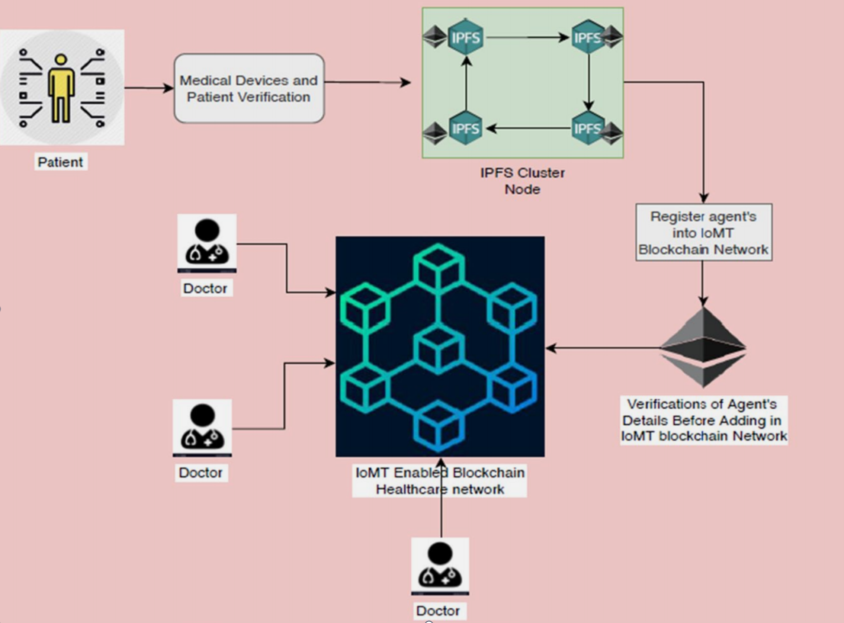 IPFS
IPFS
IPFS
IPFS
Medical Devices and
Patient Verification
Patient
IPFS Cluster
Node
Register agent's
into IoMT
Blockchain Network
Doctor
Verifications of Agent's
Details Before Adding in
IoMT blockchain Network
Doctor
IoMT Enabled Blockchain
Healthcare network
Doctor